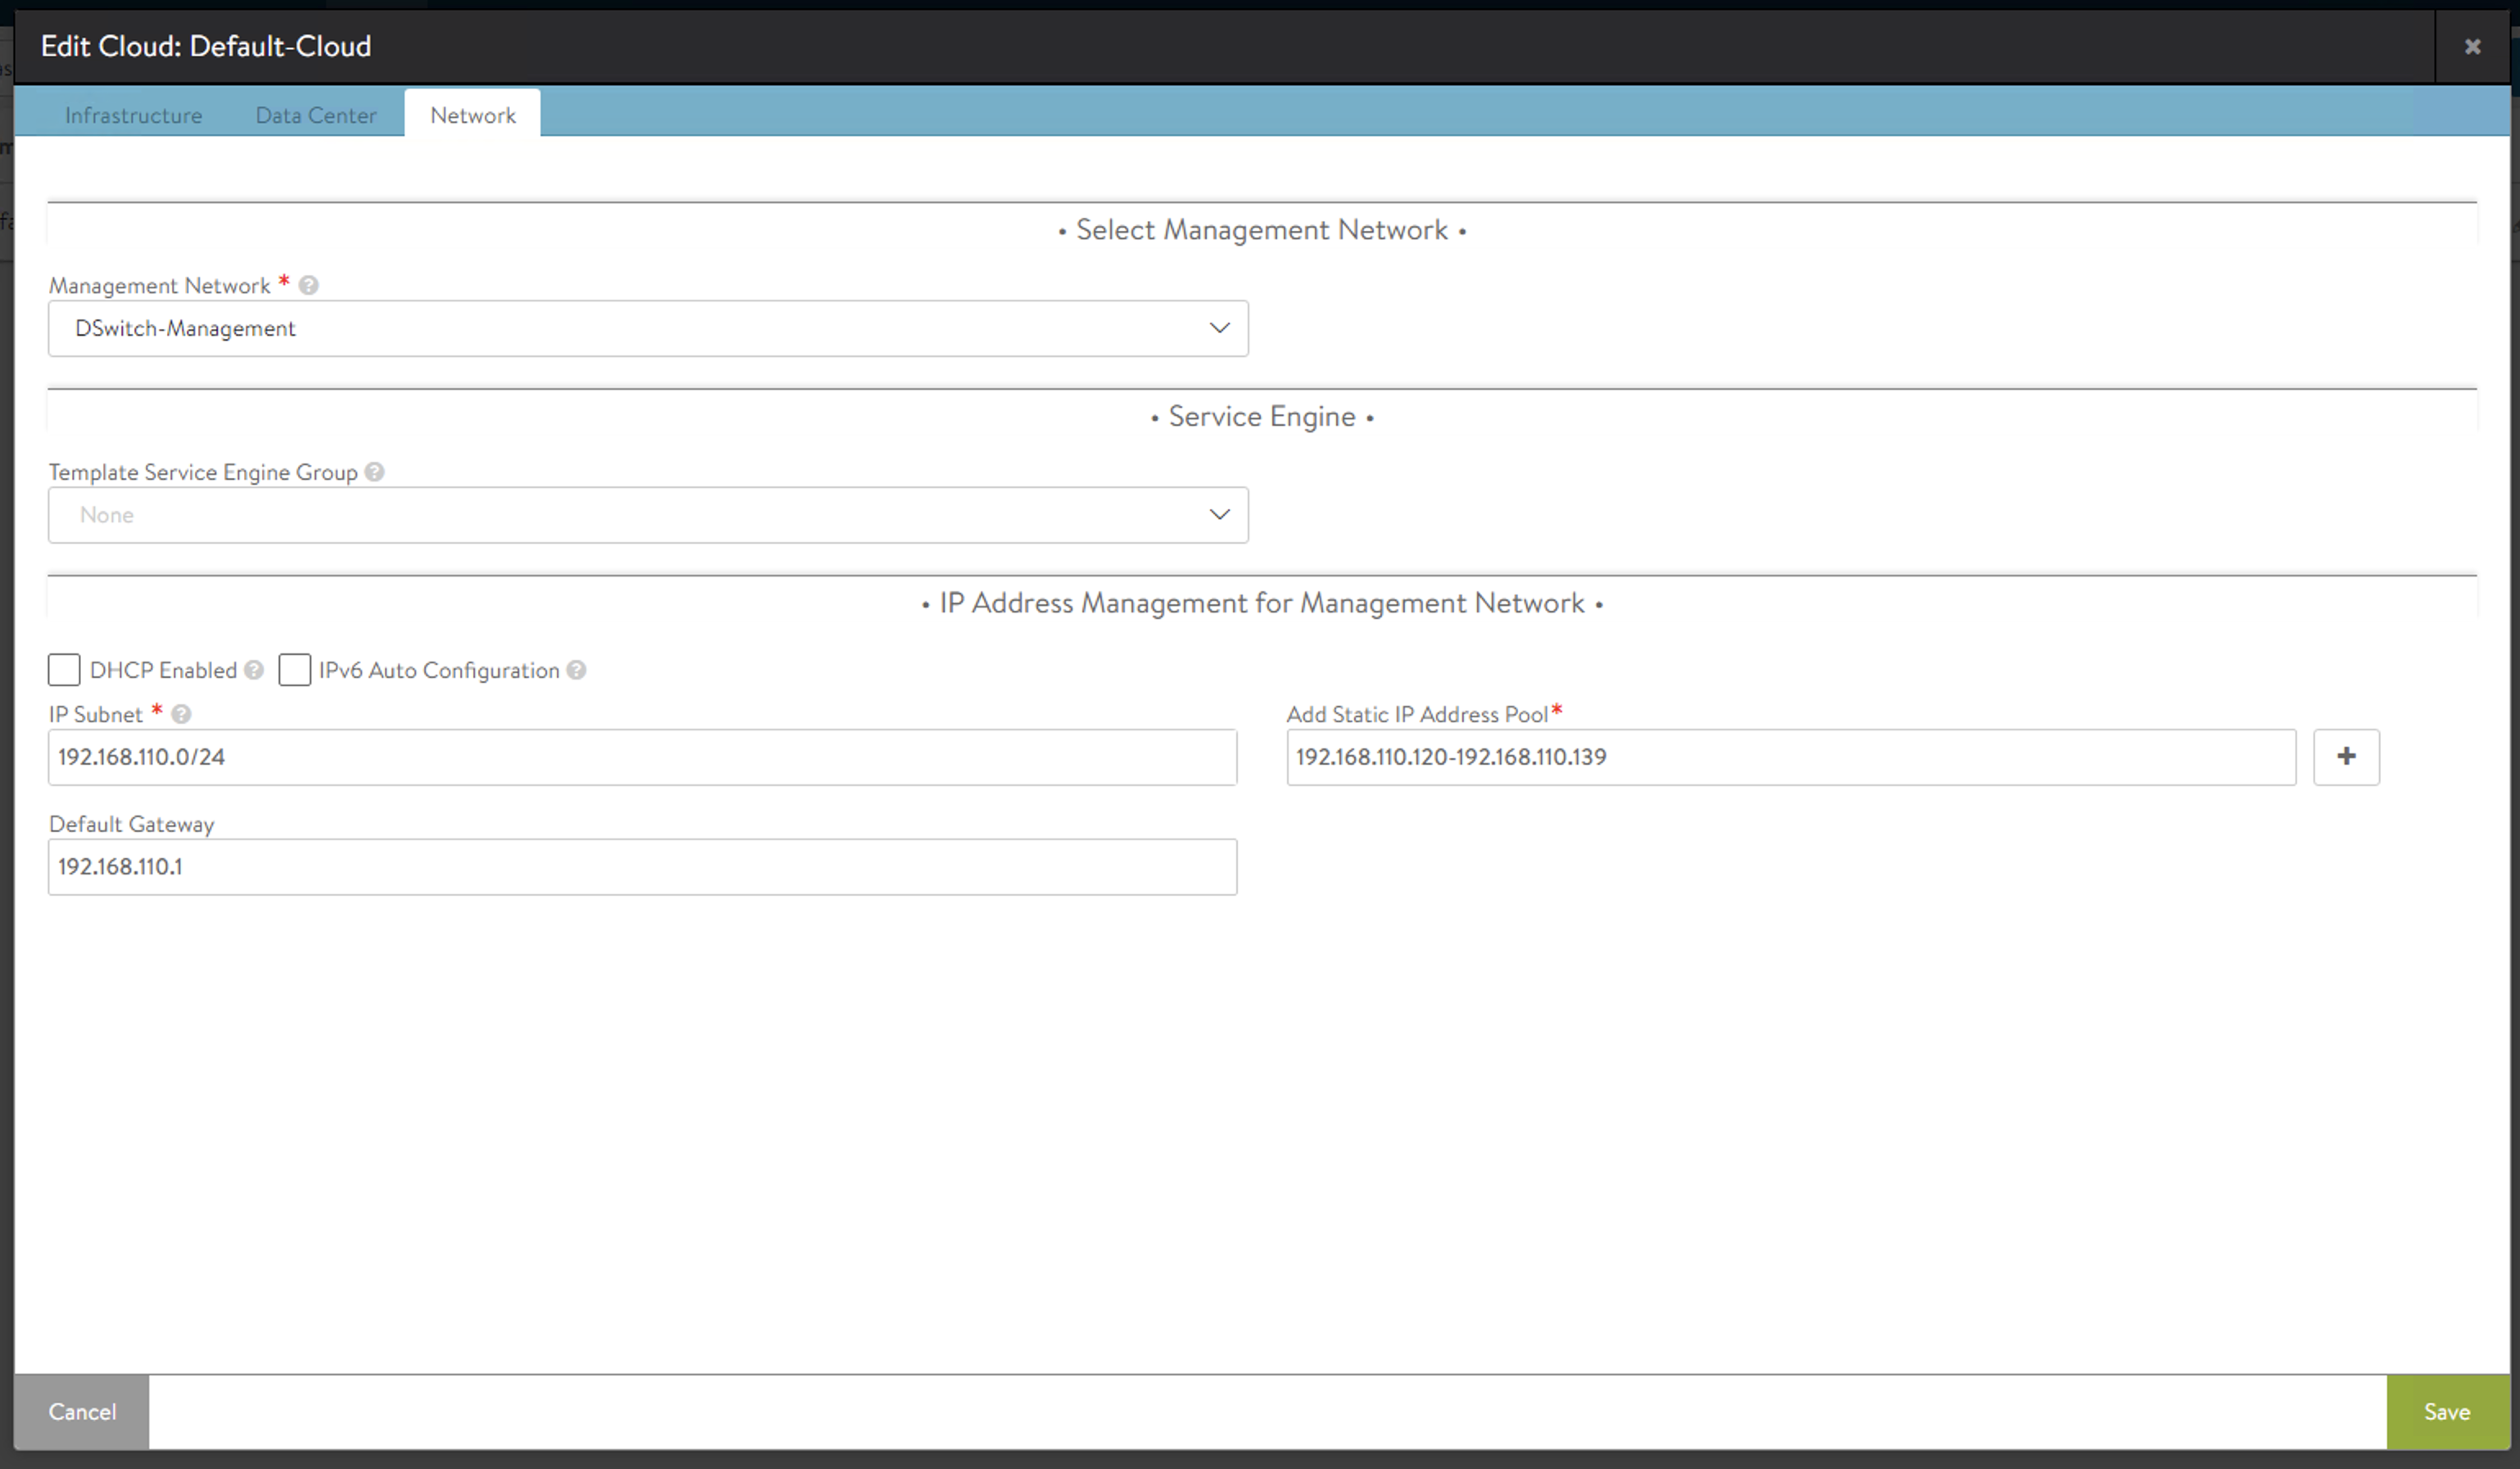 Edit Cloud: Default-Cloud
Infrastructure Data Center Network
• Select Management Network •
Management Network *
DSwitch-Management
• Service Engine •
Template Service Engine Group
None
• IP Address Management for Management Network •
DHCP Enabled IPv6 Auto Configuration
IP Subnet *
192.168.110.0/24
Add Static IP Address Pool*
192.168.110.120-192.168.110.139
Default Gateway
192.168.110.1
Cancel
Save